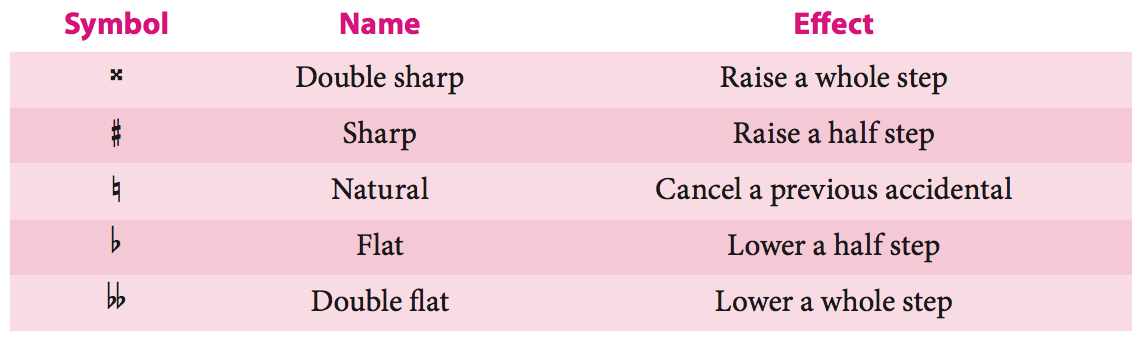 Symbol Name Effect
𝄪 Double sharp Raise a whole step
♯ Sharp Raise a half step
♮ Natural Cancel a previous accidental
♭ Flat Lower a half step
𝄫 Double flat Lower a whole step